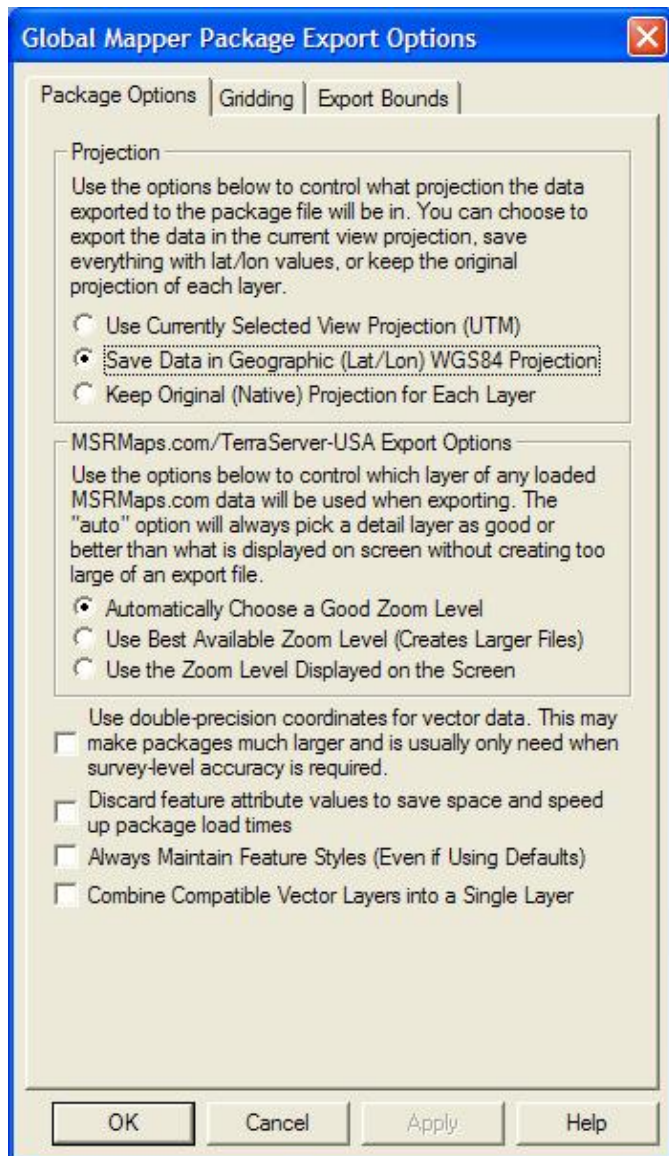 Global Mapper Package Export Options
Package Options
Gridding
Export Bounds
Projection
Use the options below to control what projection the data
exported to the package file will be in. You can choose to
export the data in the current view projection, save
everything with lat/lon values, or keep the original
projection of each layer.
Use Currently Selected View Projection (UTM)
Save Data in Geographic (Lat/Lon) WGS84 Projection
Keep Original (Native) Projection for Each Layer
MSRMaps.com/TerraServer-USA Export Options
Use the options below to control which layer of any loaded
MSRMaps.com data will be used when exporting. The
"auto" option will always pick a detail layer as good or
better than what is displayed on screen without creating too
large of an export file.
Automatically Choose a Good Zoom Level
Use Best Available Zoom Level (Creates Larger Files)
Use the Zoom Level Displayed on the Screen
Use double-precision coordinates for vector data. This may
make packages much larger and is usually only need when
survey-level accuracy is required.
Discard feature attribute values to save space and speed
up package load times
Always Maintain Feature Styles (Even if Using Defaults)
Combine Compatible Vector Layers into a Single Layer
OK
Cancel
Apply
Help